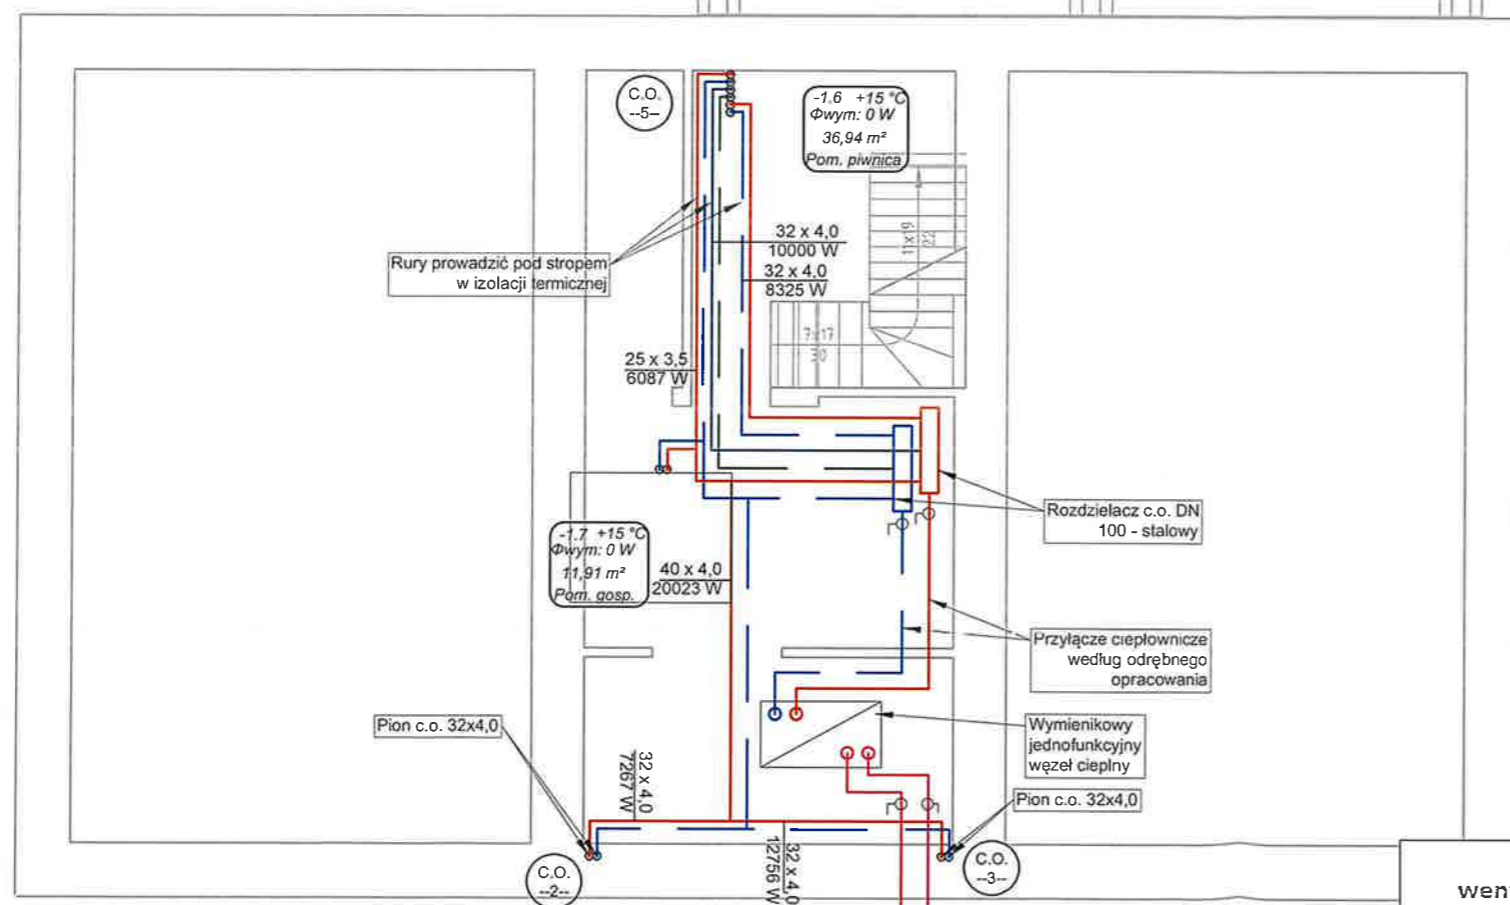 C.O.
--5--
-1.6 +15 °C
Φwym: 0 W
36,94 m²
Pom. piwnica
11x19
22
32 x 4,0
10000 W
32 x 4,0
8325 W
Rury prowadzić pod stropem
w izolacji termicznej
7x17
30
25 x 3,5
6087 W
Rozdzielacz c.o. DN
100 - stalowy
-1.7 +15 °C
Φwym: 0 W
11,91 m²
Pom. gosp.
40 x 4,0
20023 W
Przyłącze ciepłownicze
według odrębnego
opracowania
Pion c.o. 32x4,0
Wymienikowy
jednofunkcyjny
węzeł cieplny
32 x 4,0
7267 W
Pion c.o. 32x4,0
32 x 4,0
12756 W
C.O.
--2--
C.O.
--3--
went